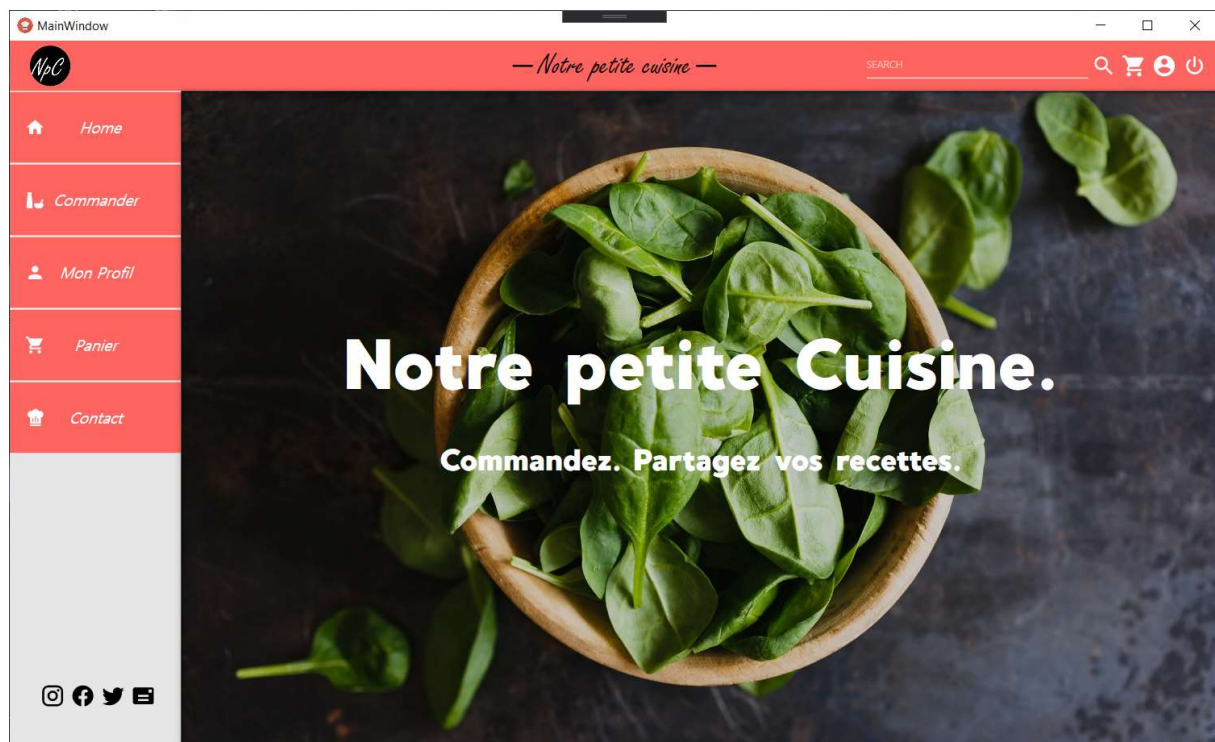 MainWindow
NpC
— Notre petite cuisine —
SEARCH
Home
Commander
Mon Profil
Panier
Contact
Notre petite Cuisine.
Commandez. Partagez vos recettes.